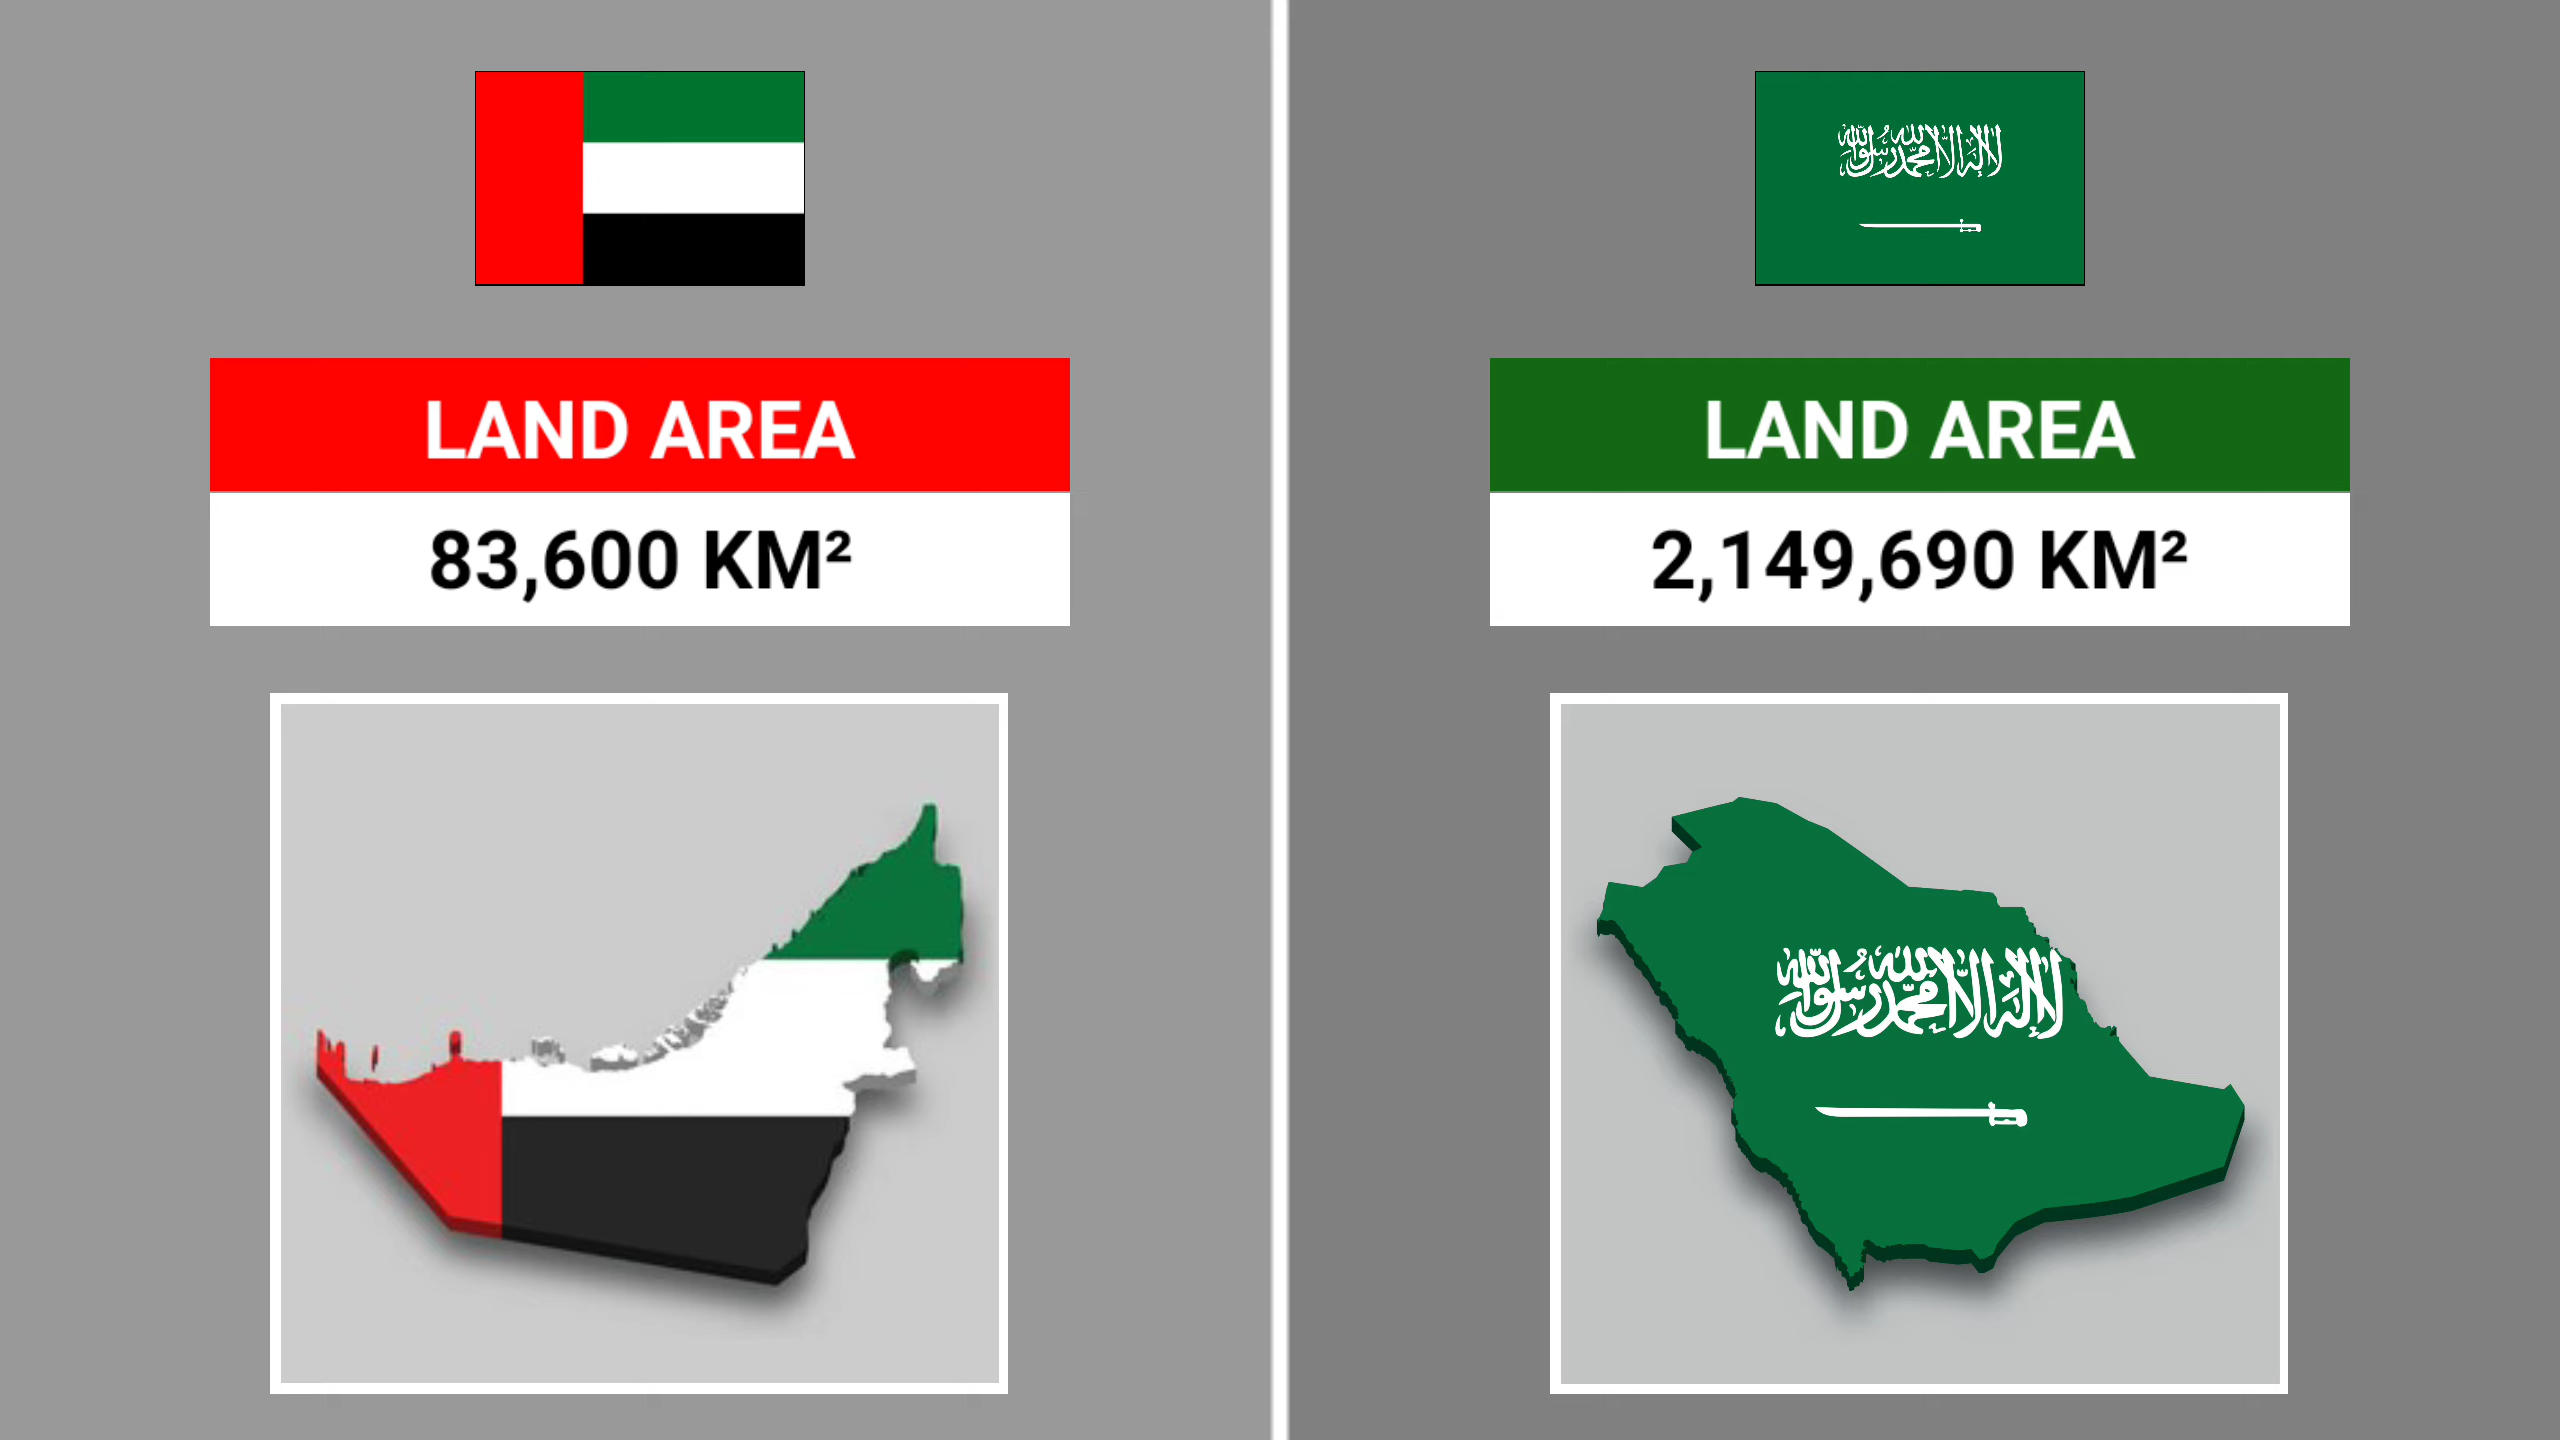 لا إله إلا الله محمد رسول الله
LAND AREA
83,600 KM²
لا إله إلا الله محمد رسول الله
LAND AREA
2,149,690 KM²